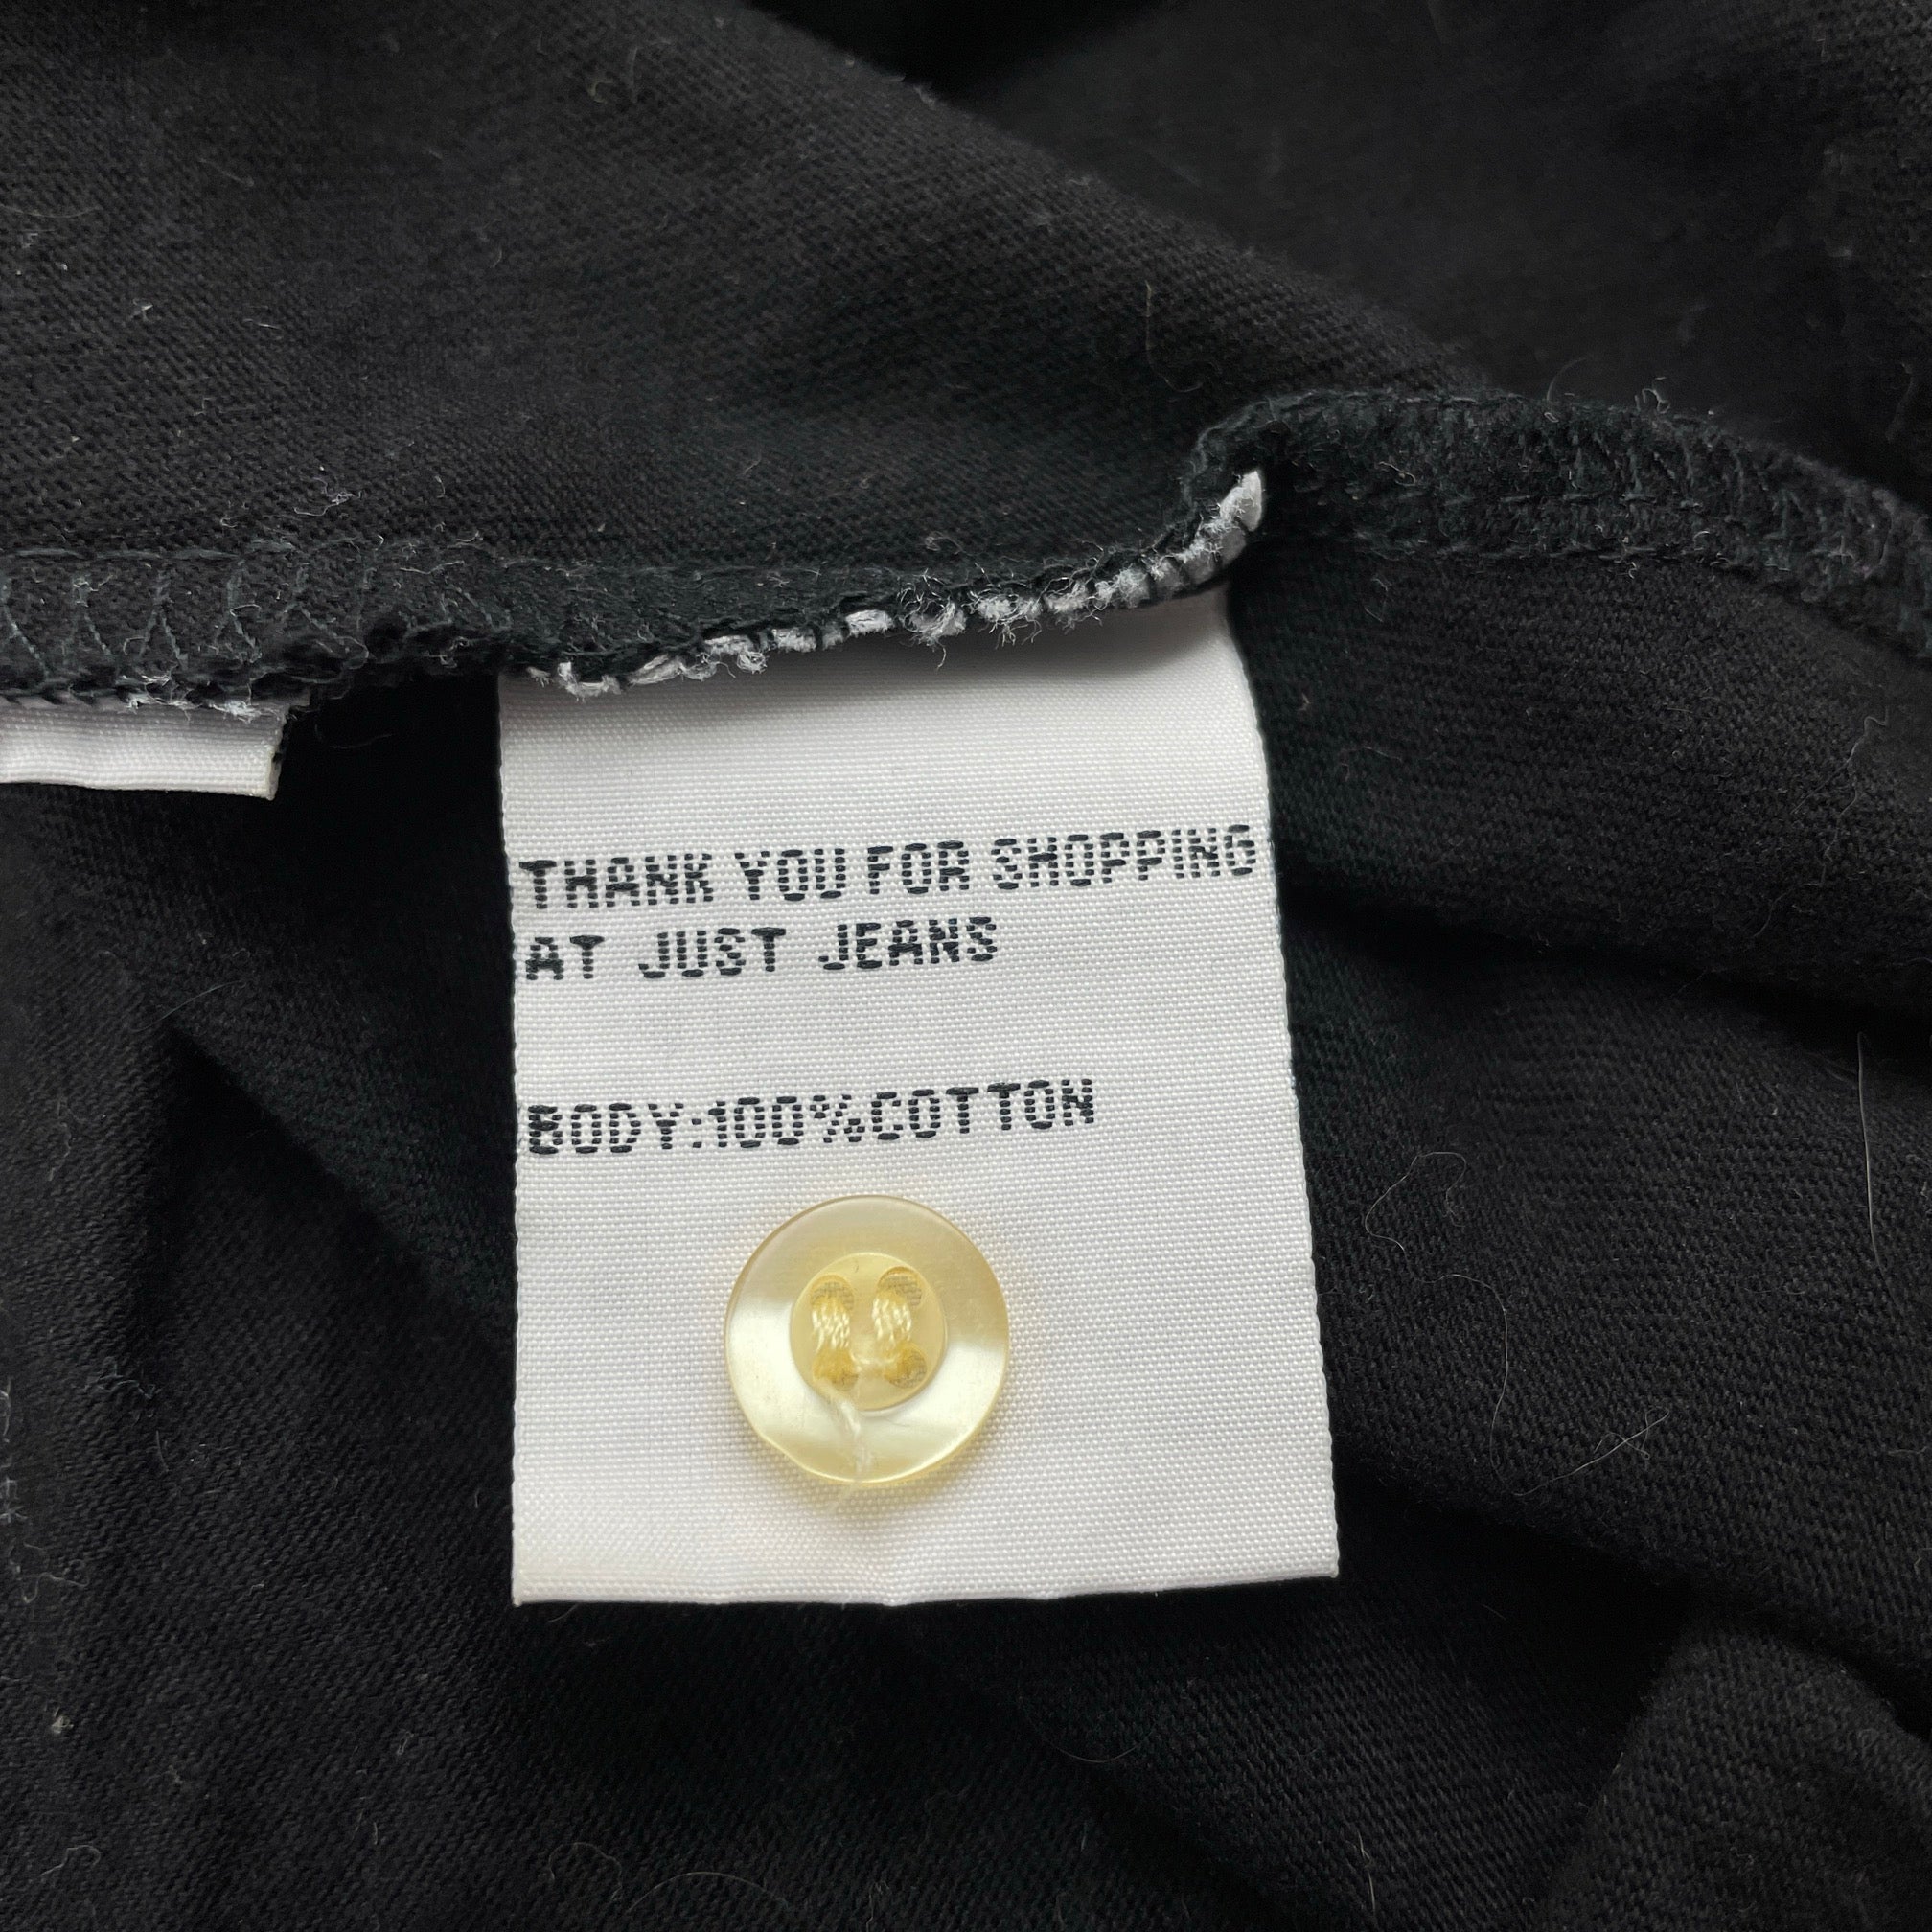 THANK YOU FOR SHOPPING
AT JUST JEANS
BODY:100%COTTON